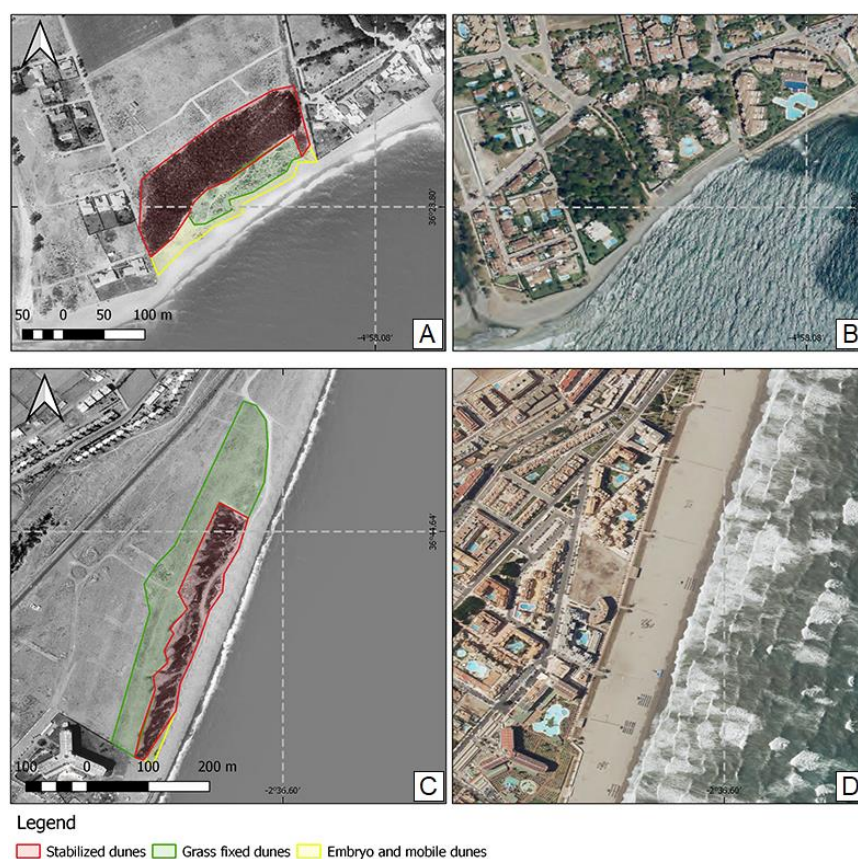 36°28.80'
50 0 50 100 m
-4°58.08'
A
-4°58.08'
B
36°44.64'
100 0 100 200 m
-2°36.60'
C
-2°36.60'
D
Legend
Stabilized dunes Grass fixed dunes Embryo and mobile dunes